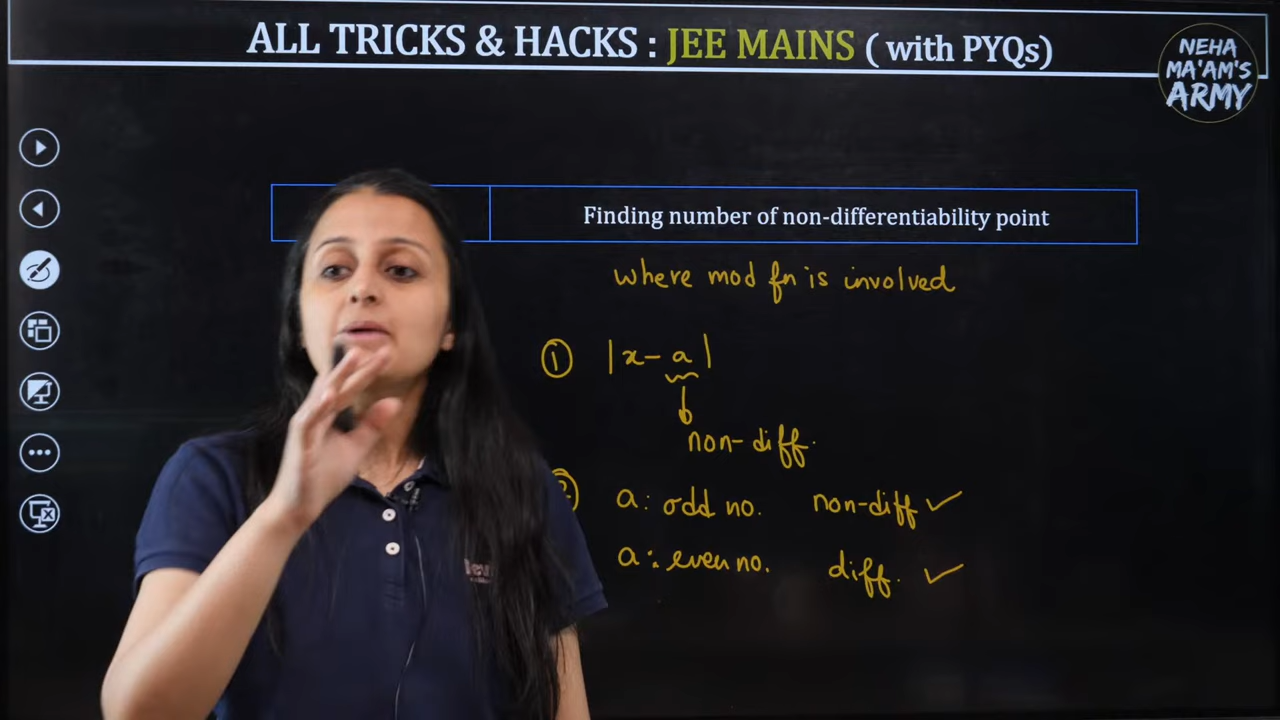 ALL TRICKS & HACKS : JEE MAINS ( with PYQs)
NEHA
MA'AM'S
ARMY
Finding number of non-differentiability point
where mod fn is involved
① |x-a|
non-diff.
a: odd no. non-diff ✓
a: even no. diff. ✓